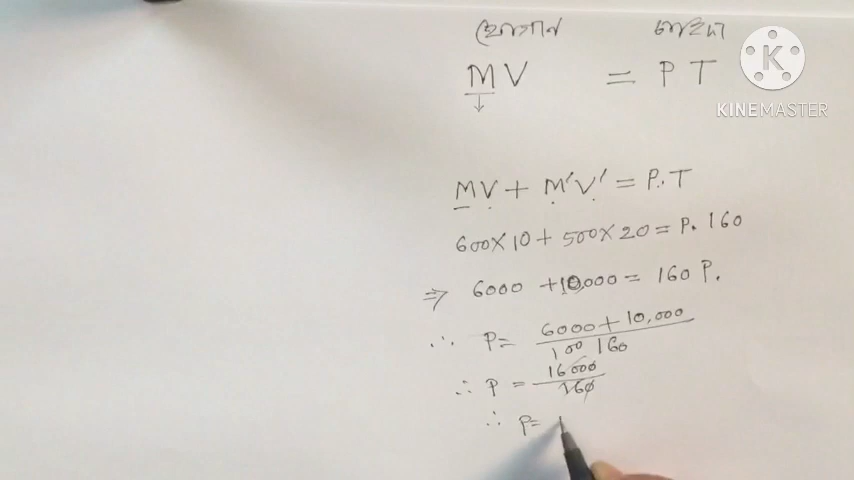 যোগান চাহিদা
MV = PT
KINEMASTER
MV + M'V' = P.T
600×10 + 500×20 = P. 160
⇒ 6000 + 10,000 = 160 P.
∴ P = 6000 + 10,000 / 100 160
∴ P = 16000 / 160
∴ P =